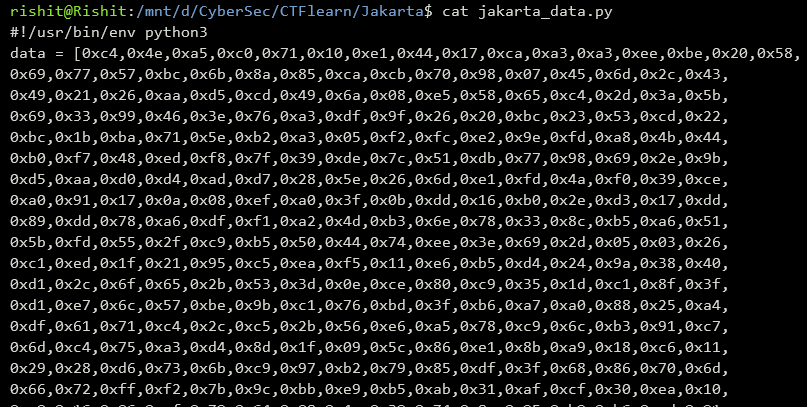 rishit@Rishit:/mnt/d/CyberSec/CTFlearn/Jakarta$ cat jakarta_data.py
#!/usr/bin/env python3
data = [0xc4,0x4e,0xa5,0xc0,0x71,0x10,0xe1,0x44,0x17,0xca,0xa3,0xa3,0xee,0xbe,0x20,0x58,
0x69,0x77,0x57,0xbc,0x6b,0x8a,0x85,0xca,0xcb,0x70,0x98,0x07,0x45,0x6d,0x2c,0x43,
0x49,0x21,0x26,0xaa,0xd5,0xcd,0x49,0x6a,0x08,0xe5,0x58,0x65,0xc4,0x2d,0x3a,0x5b,
0x69,0x33,0x99,0x46,0x3e,0x76,0xa3,0xdf,0x9f,0x26,0x20,0xbc,0x23,0x53,0xcd,0x22,
0xbc,0x1b,0xba,0x71,0x5e,0xb2,0xa3,0x05,0xf2,0xfc,0xe2,0x9e,0xfd,0xa8,0x4b,0x44,
0xb0,0xf7,0x48,0xed,0xf8,0x7f,0x39,0xde,0x7c,0x51,0xdb,0x77,0x98,0x69,0x2e,0x9b,
0xd5,0xaa,0xd0,0xd4,0xad,0xd7,0x28,0x5e,0x26,0x6d,0xe1,0xfd,0x4a,0xf0,0x39,0xce,
0xa0,0x91,0x17,0x0a,0x08,0xef,0xa0,0x3f,0x0b,0xdd,0x16,0xb0,0x2e,0xd3,0x17,0xdd,
0x89,0xdd,0x78,0xa6,0xdf,0xf1,0xa2,0x4d,0xb3,0x6e,0x78,0x33,0x8c,0xb5,0xa6,0x51,
0x5b,0xfd,0x55,0x2f,0xc9,0xb5,0x50,0x44,0x74,0xee,0x3e,0x69,0x2d,0x05,0x03,0x26,
0xc1,0xed,0x1f,0x21,0x95,0xc5,0xea,0xf5,0x11,0xe6,0xb5,0xd4,0x24,0x9a,0x38,0x40,
0xd1,0x2c,0x6f,0x65,0x2b,0x53,0x3d,0x0e,0xce,0x80,0xc9,0x35,0x1d,0xc1,0x8f,0x3f,
0xd1,0xe7,0x6c,0x57,0xbe,0x9b,0xc1,0x76,0xbd,0x3f,0xb6,0xa7,0xa0,0x88,0x25,0xa4,
0xdf,0x61,0x71,0xc4,0x2c,0xc5,0x2b,0x56,0xe6,0xa5,0x78,0xc9,0x6c,0xb3,0x91,0xc7,
0x6d,0xc4,0x75,0xa3,0xd4,0x8d,0x1f,0x09,0x5c,0x86,0xe1,0x8b,0xa9,0x18,0xc6,0x11,
0x29,0x28,0xd6,0x73,0x6b,0xc9,0x97,0xb2,0x79,0x85,0xdf,0x3f,0x68,0x86,0x70,0x6d,
0x66,0x72,0xff,0xf2,0x7b,0x9c,0xbb,0xe9,0xb5,0xab,0x31,0xaf,0xcf,0x30,0xea,0x10,